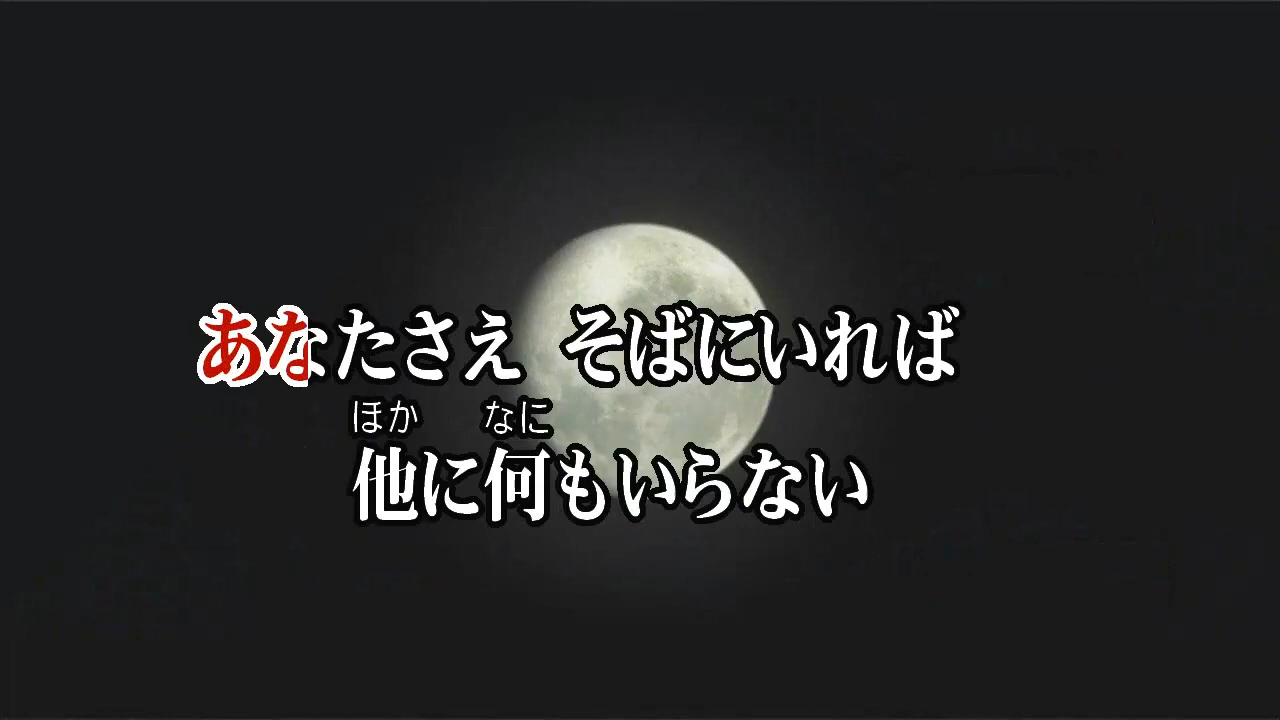 あなたさえ そばにいれば
ほか なに
他に何もいらない